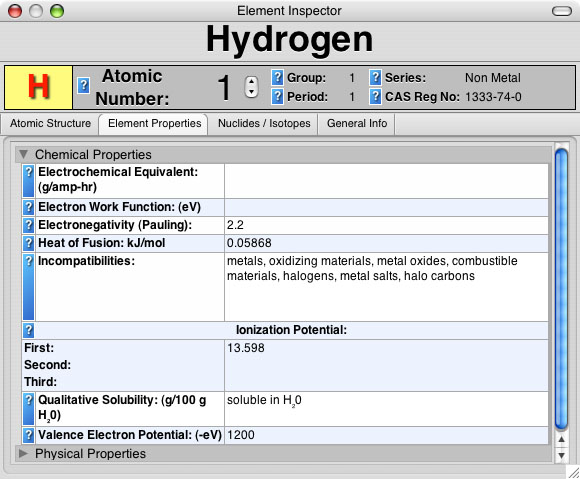 Element Inspector
Hydrogen
H
? Atomic Number: 1
? Group: 1 ? Series: Non Metal
? Period: 1 ? CAS Reg No: 1333-74-0
Atomic Structure Element Properties Nuclides / Isotopes General Info
Chemical Properties
? Electrochemical Equivalent:
(g/amp-hr)
? Electron Work Function: (eV)
? Electronegativity (Pauling): 2.2
? Heat of Fusion: kJ/mol 0.05868
? Incompatibilities: metals, oxidizing materials, metal oxides, combustible
materials, halogens, metal salts, halo carbons
? Ionization Potential:
First: 13.598
Second:
Third:
? Qualitative Solubility: (g/100 g soluble in H₂0
H₂0)
? Valence Electron Potential: (-eV) 1200
Physical Properties